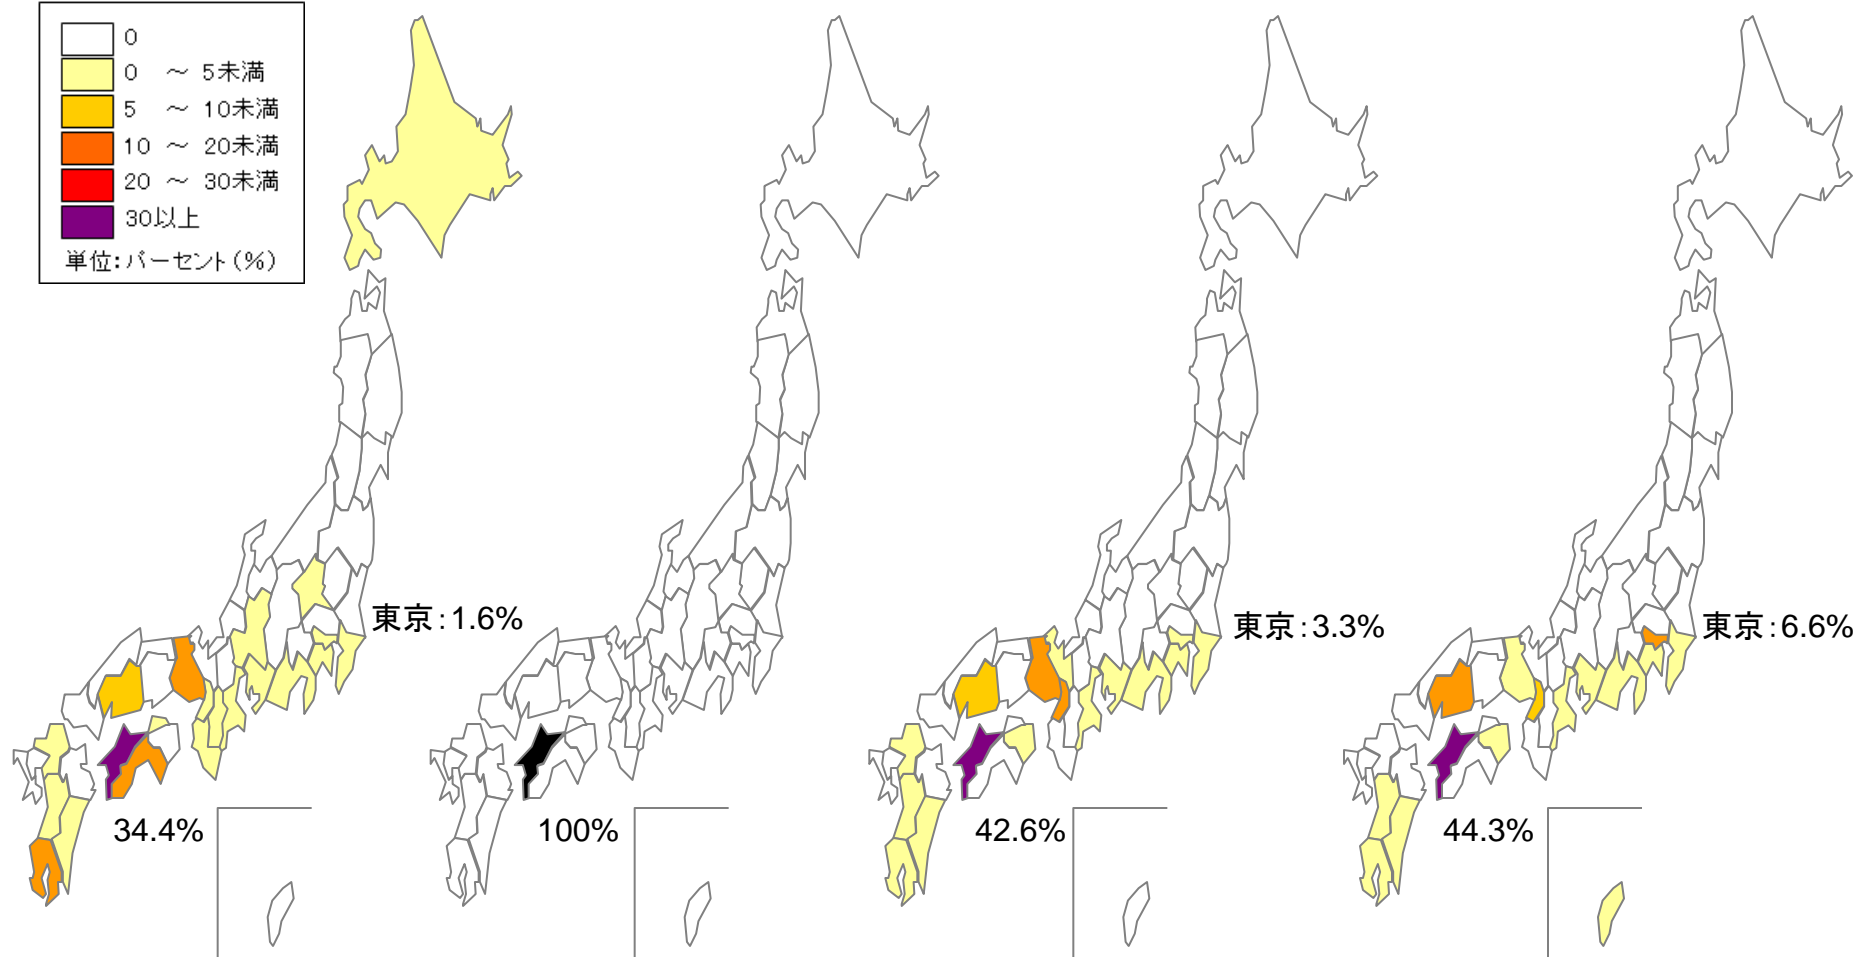 0
0 ～ 5未満
5 ～ 10未満
10 ～ 20未満
20 ～ 30未満
30以上
単位:パーセント(%)
東京:1.6%
東京:3.3%
東京:6.6%
34.4%
100%
42.6%
44.3%